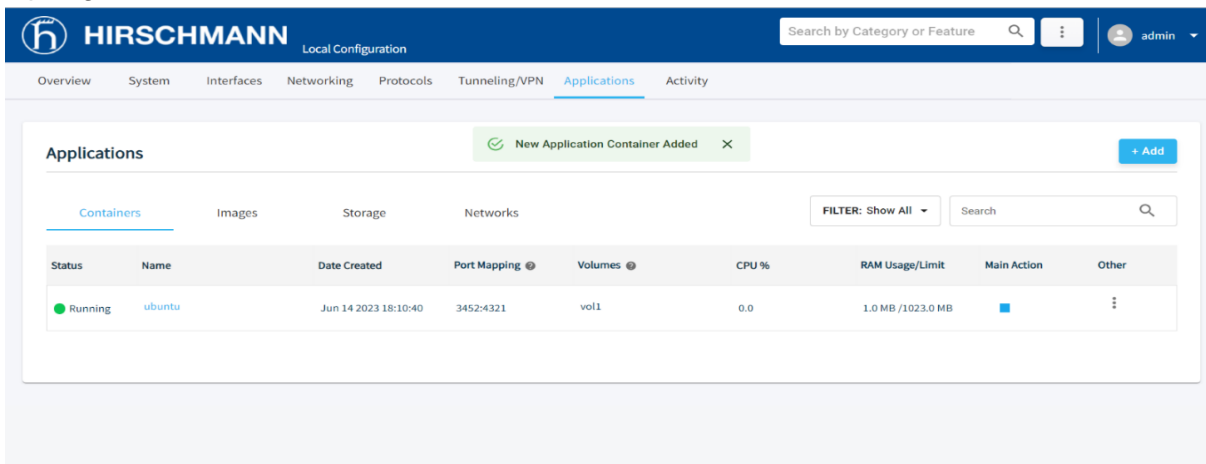 HIRSCHMANN
Local Configuration
Search by Category or Feature
admin
Overview System Interfaces Networking Protocols Tunneling/VPN Applications Activity
Applications
New Application Container Added
+ Add
Containers Images Storage Networks
FILTER: Show All
Search
Status Name Date Created Port Mapping Volumes CPU % RAM Usage/Limit Main Action Other
Running ubuntu Jun 14 2023 18:10:40 3452:4321 vol1 0.0 1.0 MB /1023.0 MB